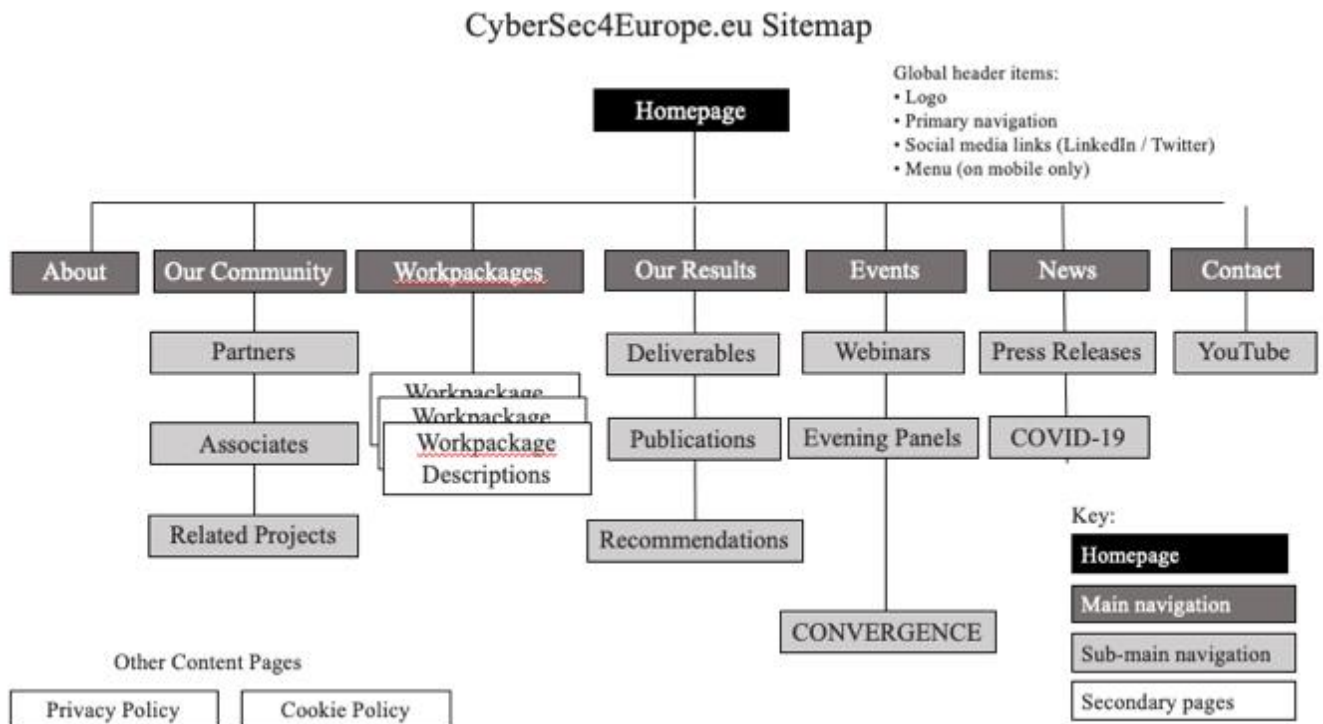 CyberSec4Europe.eu Sitemap
Global header items:
• Logo
• Primary navigation
• Social media links (LinkedIn / Twitter)
• Menu (on mobile only)
Homepage
About
Our Community
Workpackages
Our Results
Events
News
Contact
Partners
Associates
Related Projects
Workpackage
Workpackage
Workpackage
Descriptions
Deliverables
Publications
Recommendations
Webinars
Evening Panels
CONVERGENCE
Press Releases
COVID-19
YouTube
Key:
Homepage
Main navigation
Sub-main navigation
Secondary pages
Other Content Pages
Privacy Policy
Cookie Policy